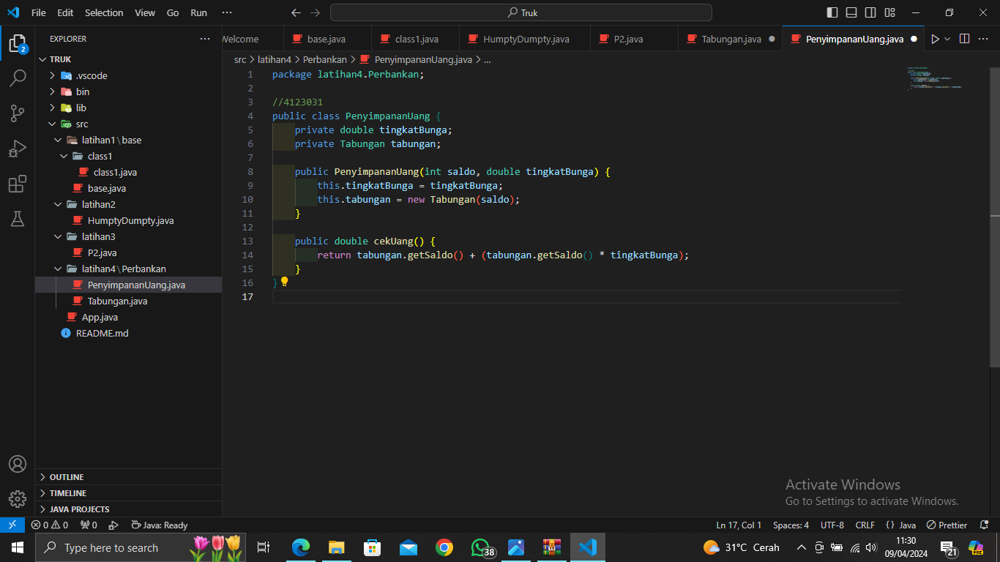 File Edit Selection View Go Run ··· Truk
EXPLORER ···
Welcome base.java class1.java HumptyDumpty.java P2.java Tabungan.java PenyimpananUang.java
src > latihan4 > Perbankan > PenyimpananUang.java > ...
2
TRUK
.vscode
bin
lib
src
latihan1\base
class1
class1.java
base.java
latihan2
HumptyDumpty.java
latihan3
P2.java
latihan4\Perbankan
PenyimpananUang.java
Tabungan.java
App.java
README.md
OUTLINE
TIMELINE
JAVA PROJECTS
1 package latihan4.Perbankan;
2
3 //4123031
4 public class PenyimpananUang {
5 private double tingkatBunga;
6 private Tabungan tabungan;
7
8 public PenyimpananUang(int saldo, double tingkatBunga) {
9 this.tingkatBunga = tingkatBunga;
10 this.tabungan = new Tabungan(saldo);
11 }
12
13 public double cekUang() {
14 return tabungan.getSaldo() + (tabungan.getSaldo() * tingkatBunga);
15 }
16 }
17
Activate Windows
Go to Settings to activate Windows.
0 0 0 Java: Ready Ln 17, Col 1 Spaces: 4 UTF-8 CRLF {} Java Prettier
Type here to search 38 31°C Cerah 11:30 21 PRE
09/04/2024